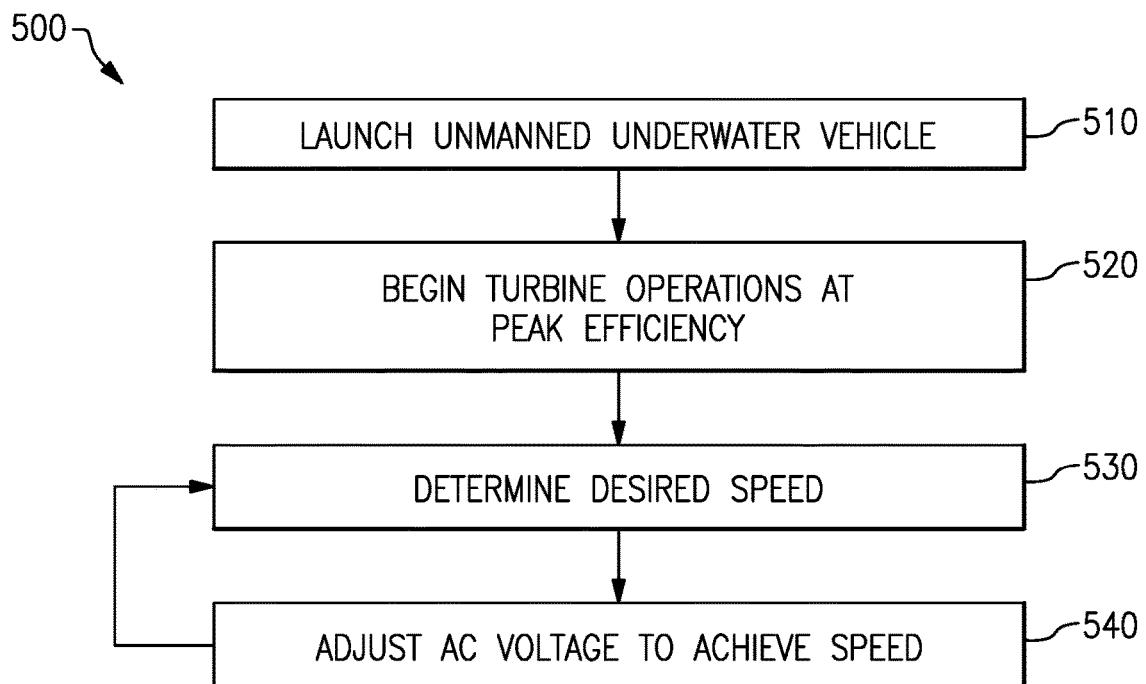 500
LAUNCH UNMANNED UNDERWATER VEHICLE
510
BEGIN TURBINE OPERATIONS AT
PEAK EFFICIENCY
520
DETERMINE DESIRED SPEED
530
ADJUST AC VOLTAGE TO ACHIEVE SPEED
540